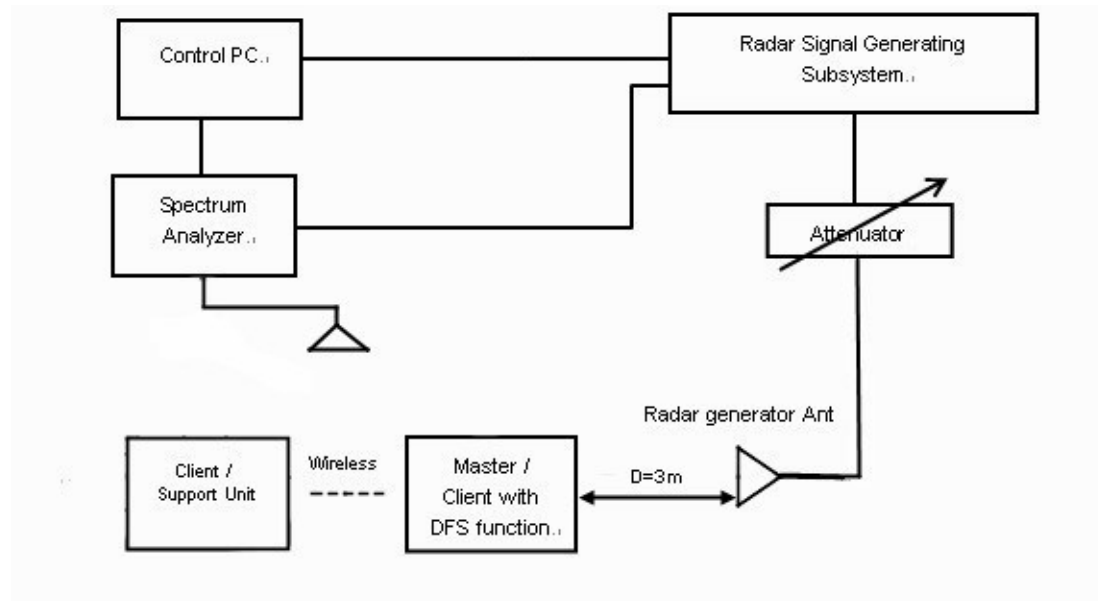 Control PC.
Radar Signal Generating
Subsystem.
Spectrum
Analyzer.
Attenuator
Radar generator Ant
Client /
Support Unit
Wireless
Master /
Client with
DFS function.
D=3m